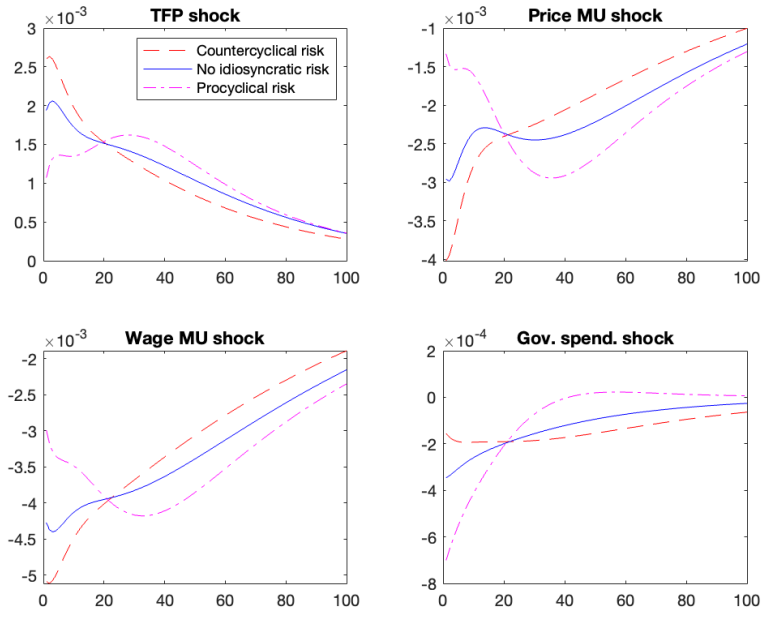 TFP shock
×10⁻³
3
2.5
2
1.5
1
0.5
0
0 20 40 60 80 100
Countercyclical risk
No idiosyncratic risk
Procyclical risk
Price MU shock
×10⁻³
-1
-1.5
-2
-2.5
-3
-3.5
-4
0 20 40 60 80 100
Wage MU shock
×10⁻³
-2
-2.5
-3
-3.5
-4
-4.5
-5
0 20 40 60 80 100
Gov. spend. shock
×10⁻⁴
2
0
-2
-4
-6
-8
0 20 40 60 80 100